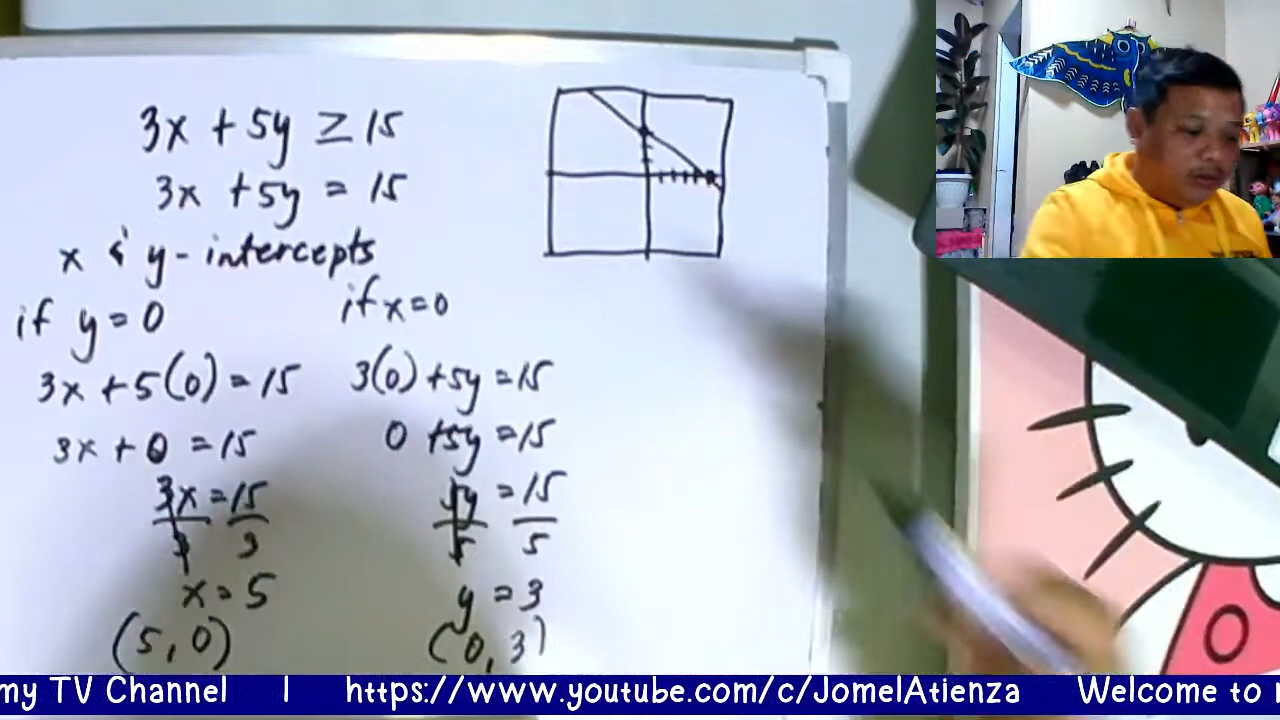 3x + 5y ≥ 15
3x + 5y = 15
x & y - intercepts
if y = 0
3x + 5(0) = 15
3x + 0 = 15
3x = 15
3 3
x = 5
(5, 0)
if x = 0
3(0) + 5y = 15
0 + 5y = 15
5y = 15
5 5
y = 3
(0, 3)
my TV Channel | https://www.youtube.com/c/JomelAtienza Welcome to